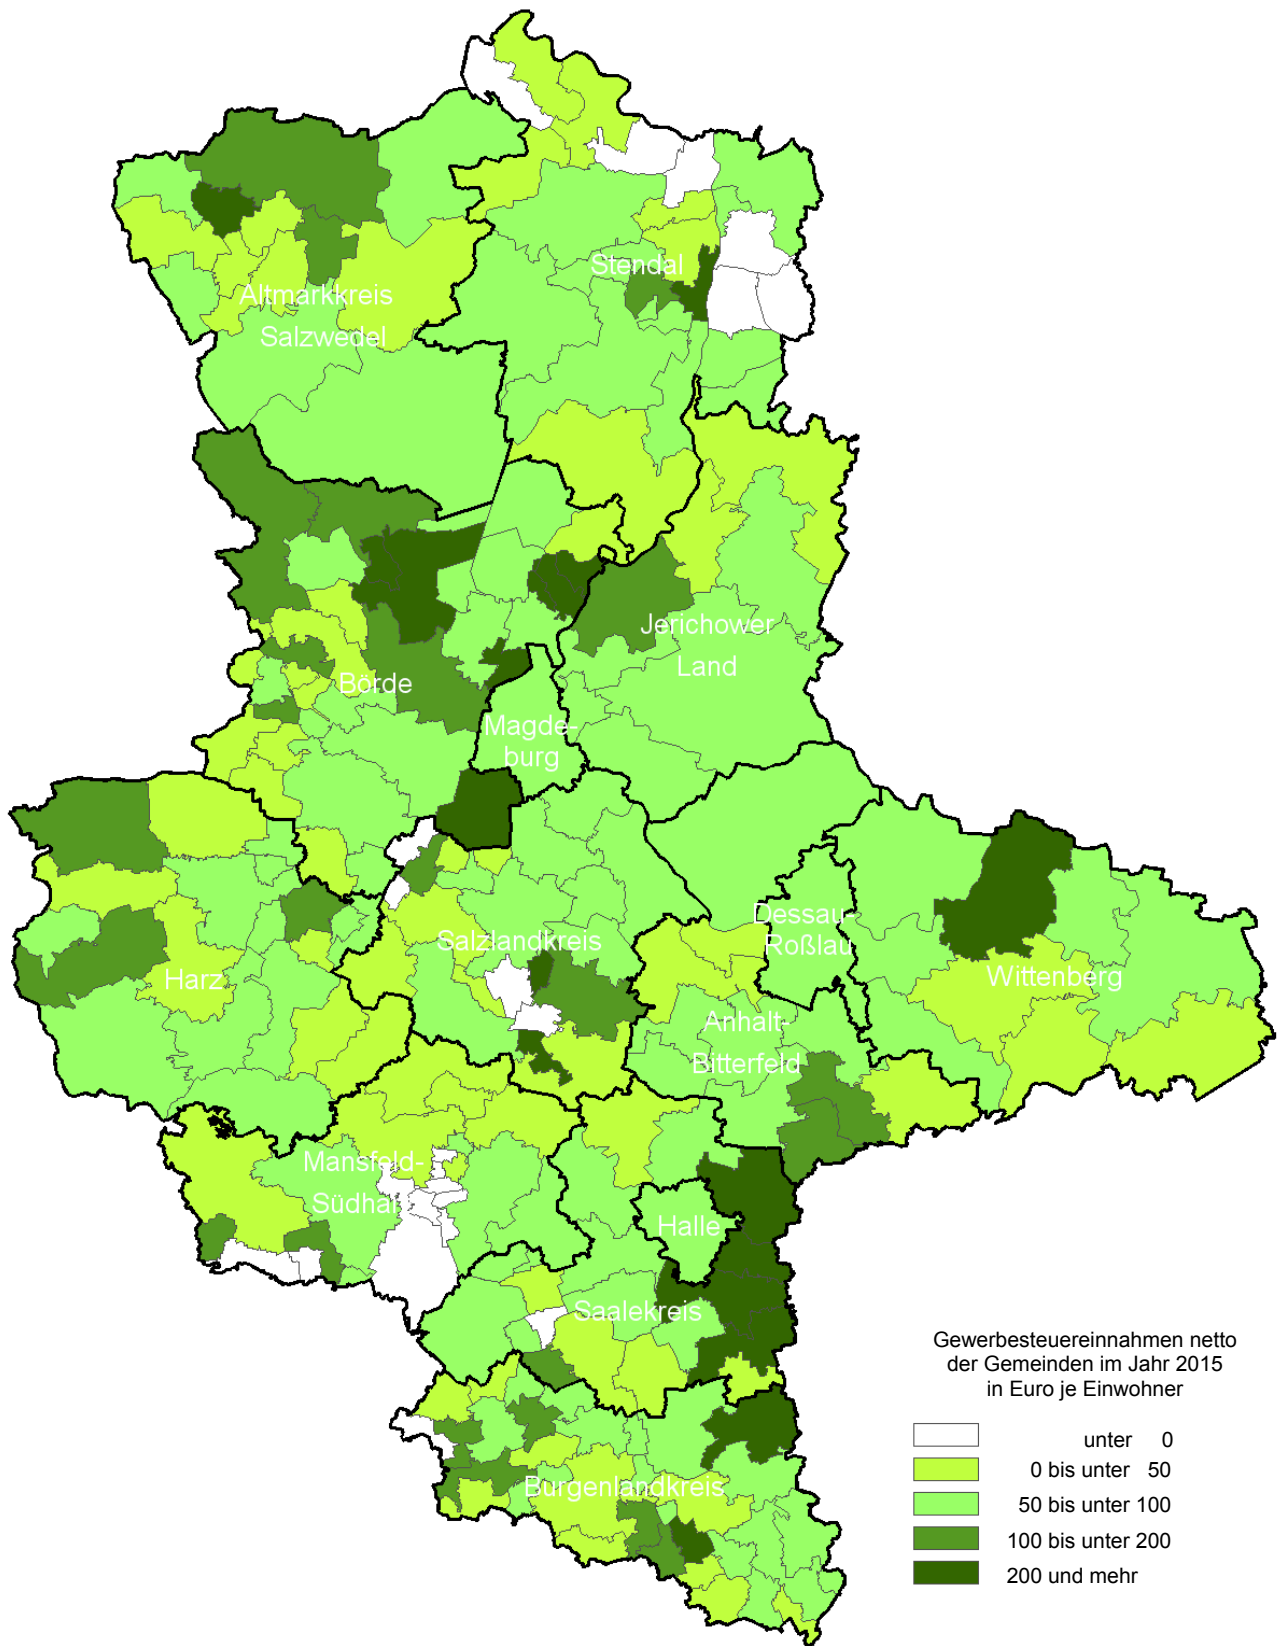 Stendal
Altmarkkreis
Salzwedel
Jerichower
Land
Börde
Magde-
burg
Dessau-
Roßlau
Salzlandkreis
Harz
Wittenberg
Anhalt-
Bitterfeld
Mansfeld-
Südharz
Halle
Saalekreis
Burgenlandkreis
Gewerbesteuereinnahmen netto
der Gemeinden im Jahr 2015
in Euro je Einwohner
unter 0
0 bis unter 50
50 bis unter 100
100 bis unter 200
200 und mehr